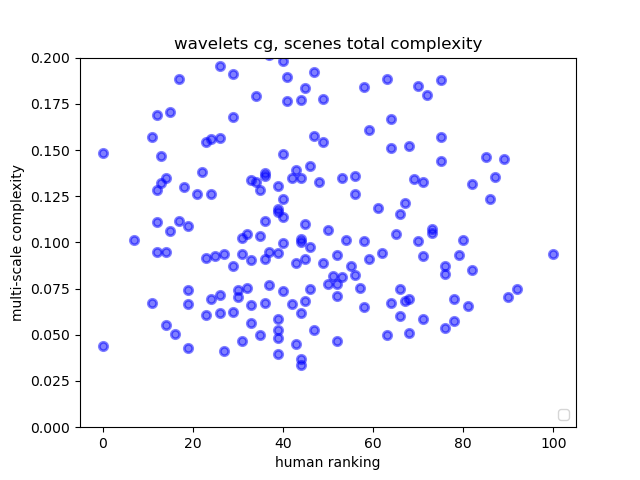 wavelets cg, scenes total complexity
0.200
0.175
0.150
0.125
0.100
0.075
0.050
0.025
0.000
multi-scale complexity
0 20 40 60 80 100
human ranking